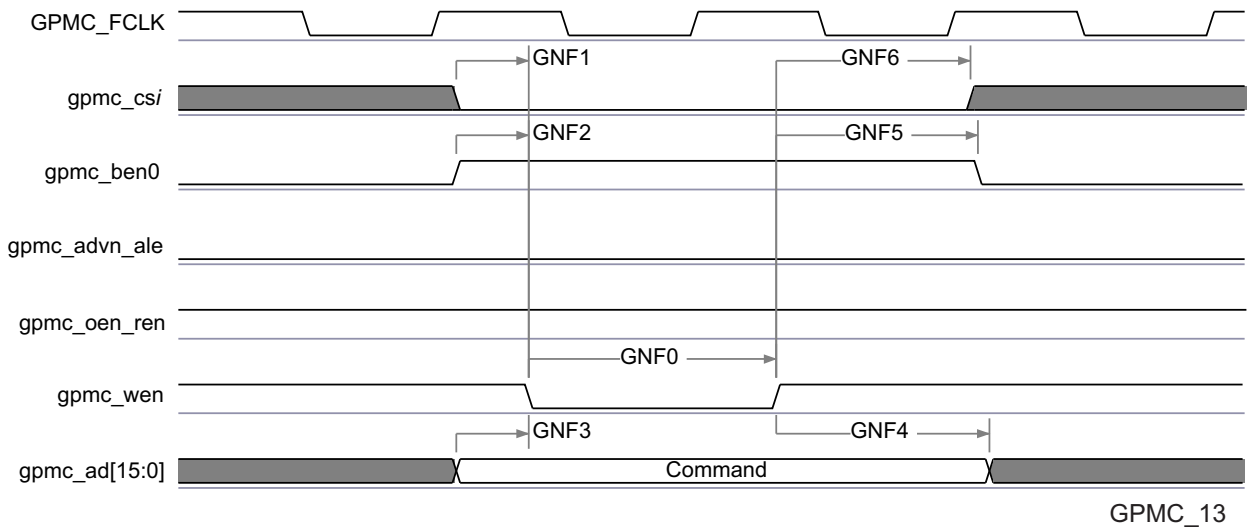 GPMC_FCLK
GNF1
GNF6
gpmc_csi
GNF2
GNF5
gpmc_ben0
gpmc_advn_ale
gpmc_oen_ren
GNF0
gpmc_wen
GNF3
GNF4
gpmc_ad[15:0]
Command
GPMC_13